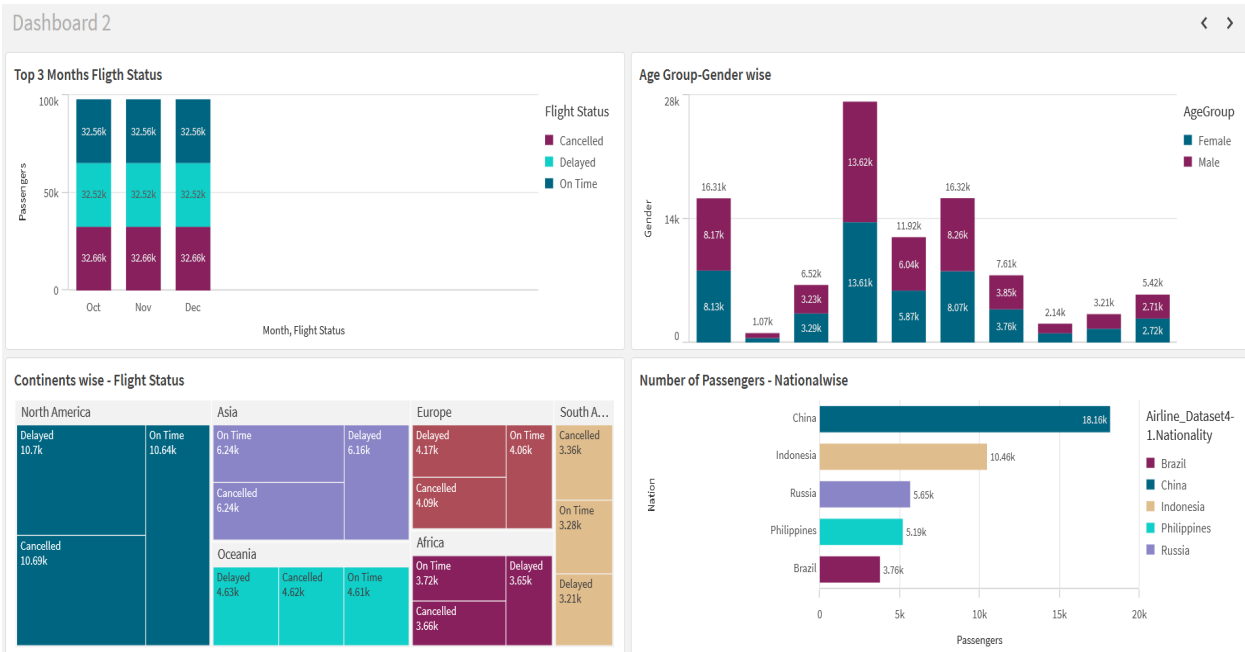 Dashboard 2
Top 3 Months Fligth Status
100k
50k
0
Passengers
32.56k 32.56k 32.56k
32.52k 32.52k 32.52k
32.66k 32.66k 32.66k
Oct Nov Dec
Month, Flight Status
Flight Status
Cancelled
Delayed
On Time
Age Group-Gender wise
28k
14k
0
Gender
16.31k
8.17k
8.13k
1.07k
6.52k
3.23k
3.29k
13.62k
13.61k
11.92k
6.04k
5.87k
16.32k
8.26k
8.07k
7.61k
3.85k
3.76k
2.14k
3.21k
5.42k
2.71k
2.72k
AgeGroup
Female
Male
Continents wise - Flight Status
North America
Delayed
10.7k
On Time
10.64k
Cancelled
10.69k
Asia
On Time
6.24k
Delayed
6.16k
Cancelled
6.24k
Oceania
Delayed
4.63k
Cancelled
4.62k
On Time
4.61k
Europe
Delayed
4.17k
On Time
4.06k
Cancelled
4.09k
Africa
On Time
3.72k
Delayed
3.65k
Cancelled
3.66k
South A...
Cancelled
3.36k
On Time
3.28k
Delayed
3.21k
Number of Passengers - Nationalwise
Nation
China 18.16k
Indonesia 10.46k
Russia 5.65k
Philippines 5.19k
Brazil 3.76k
0 5k 10k 15k 20k
Passengers
Airline_Dataset4-
1.Nationality
Brazil
China
Indonesia
Philippines
Russia